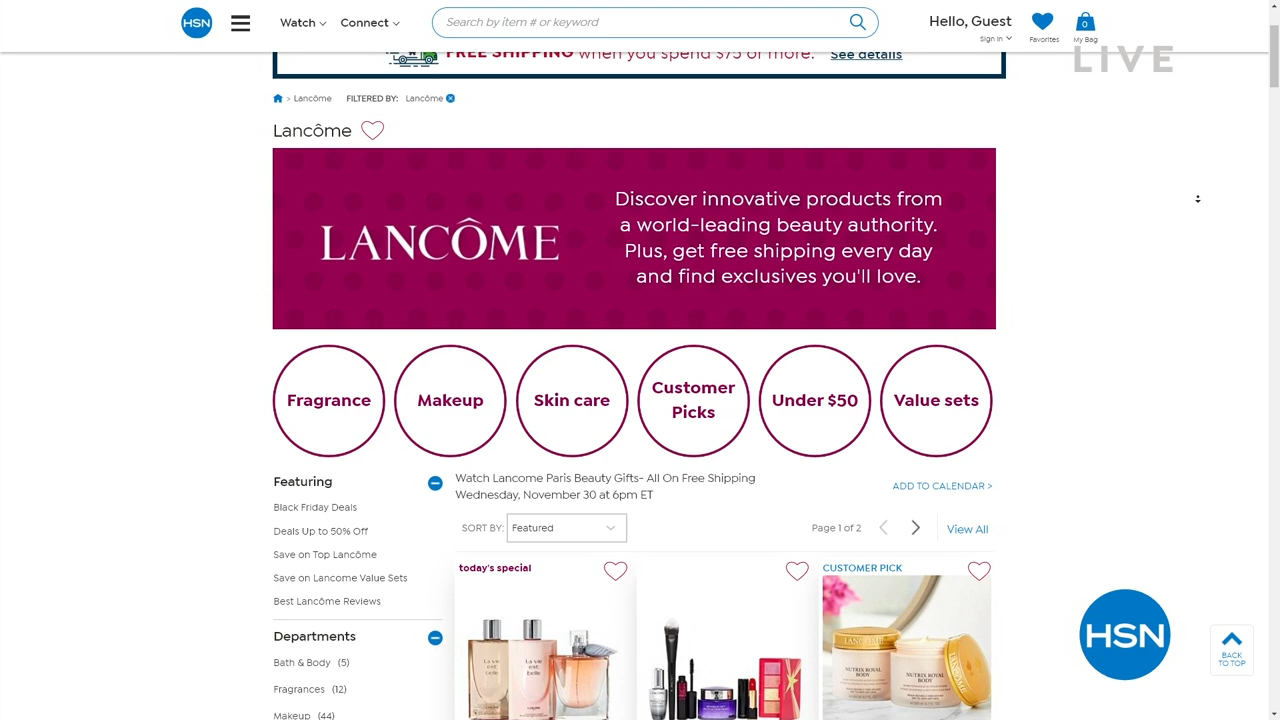 HSN
Watch
Connect
Search by item # or keyword
Hello, Guest
Sign In
Favorites
0
My Bag
LIVE
FREE SHIPPING when you spend $75 or more.
See details
> Lancôme
FILTERED BY:
Lancôme
Lancôme
LANCÔME
Discover innovative products from
a world-leading beauty authority.
Plus, get free shipping every day
and find exclusives you'll love.
Fragrance
Makeup
Skin care
Customer
Picks
Under $50
Value sets
Featuring
Black Friday Deals
Deals Up to 50% Off
Save on Top Lancôme
Save on Lancome Value Sets
Best Lancôme Reviews
Departments
Bath & Body (5)
Fragrances (12)
Makeup (44)
Watch Lancome Paris Beauty Gifts- All On Free Shipping
Wednesday, November 30 at 6pm ET
ADD TO CALENDAR >
SORT BY:
Featured
Page 1 of 2
View All
today's special
CUSTOMER PICK
NUTRIX ROYAL
BODY
NUTRIX ROYAL
BODY
HSN
BACK
TO TOP